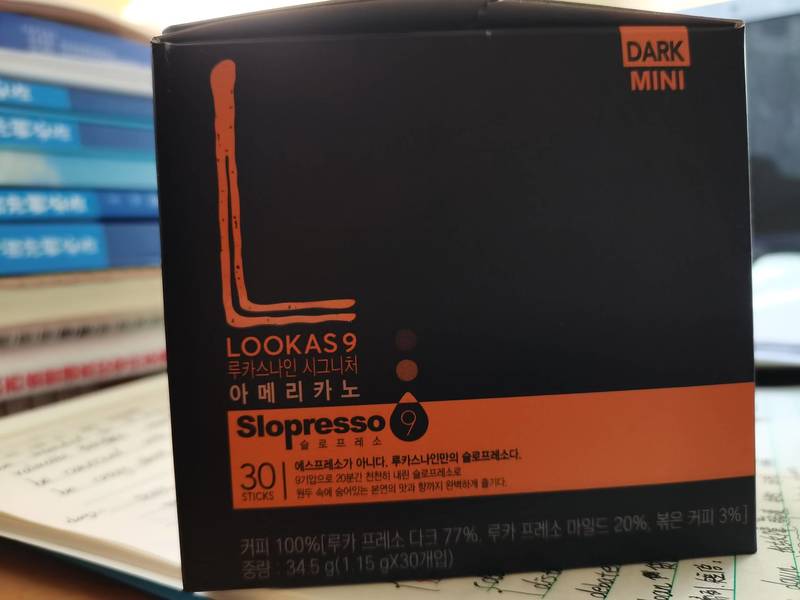 DARK
MINI
LOOKAS 9
루카스나인 시그니처
아메리카노
Slopresso 9
슬로프레소
30
STICKS
에스프레소가 아니다. 루카스나인만의 슬로프레소다.
9기압으로 20분간 천천히 내린 슬로프레소로
원두 속에 숨어있는 본연의 맛과 향까지 완벽하게 즐기다.
커피 100%[루카 프레소 다크 77%, 루카 프레소 마일드 20%, 볶은 커피 3%]
중량 : 34.5 g(1.15 gX30개입)